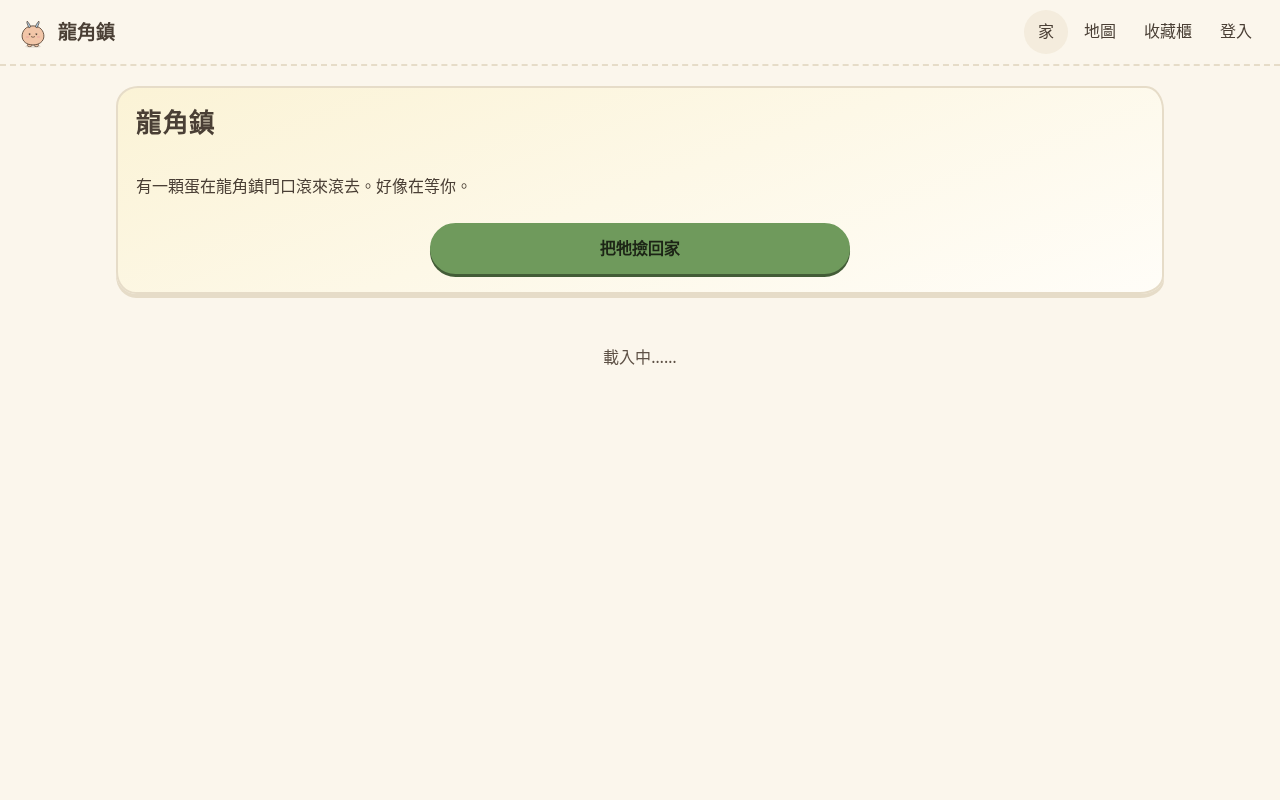 龍角鎮
家
地圖
收藏櫃
登入
龍角鎮
有一顆蛋在龍角鎮門口滾來滾去。好像在等你。
把牠撿回家
載入中……